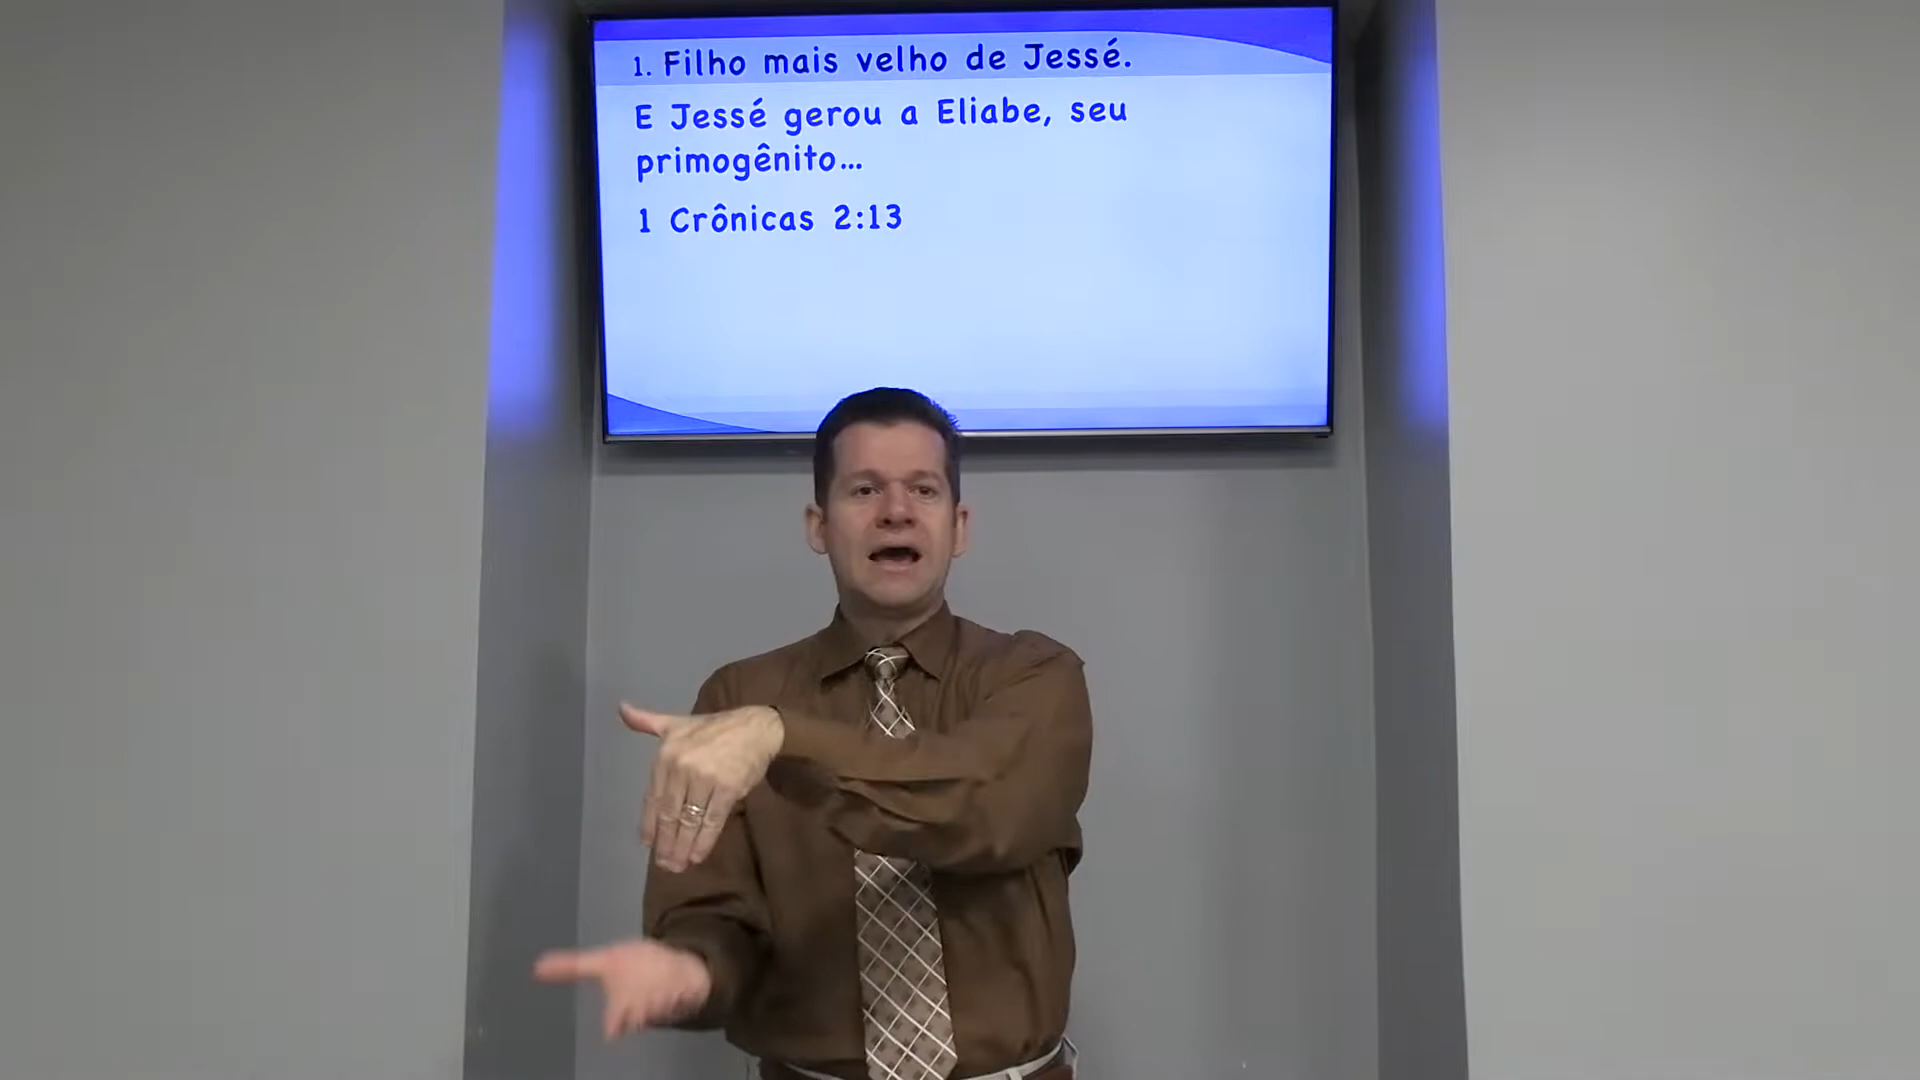 1. Filho mais velho de Jessé.
E Jessé gerou a Eliabe, seu
primogênito...
1 Crônicas 2:13